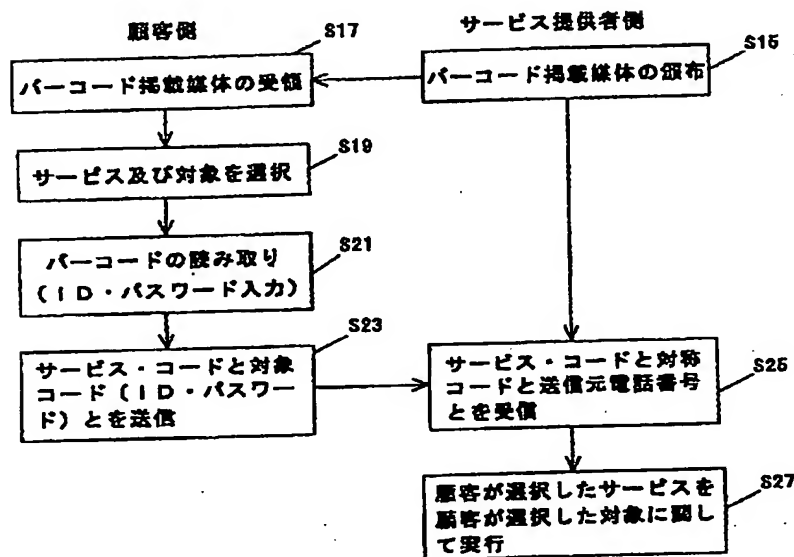 顧客側
サービス提供者側
S17
S15
バーコード掲載媒体の受領
バーコード掲載媒体の頒布
S19
サービス及び対象を選択
S21
バーコードの読み取り
(ID・パスワード入力)
S23
サービス・コードと対象
コード(ID・パスワー
ド)とを送信
S25
サービス・コードと対称
コードと送信元電話番号
とを受信
S27
顧客が選択したサービスを
顧客が選択した対象に関し
て実行